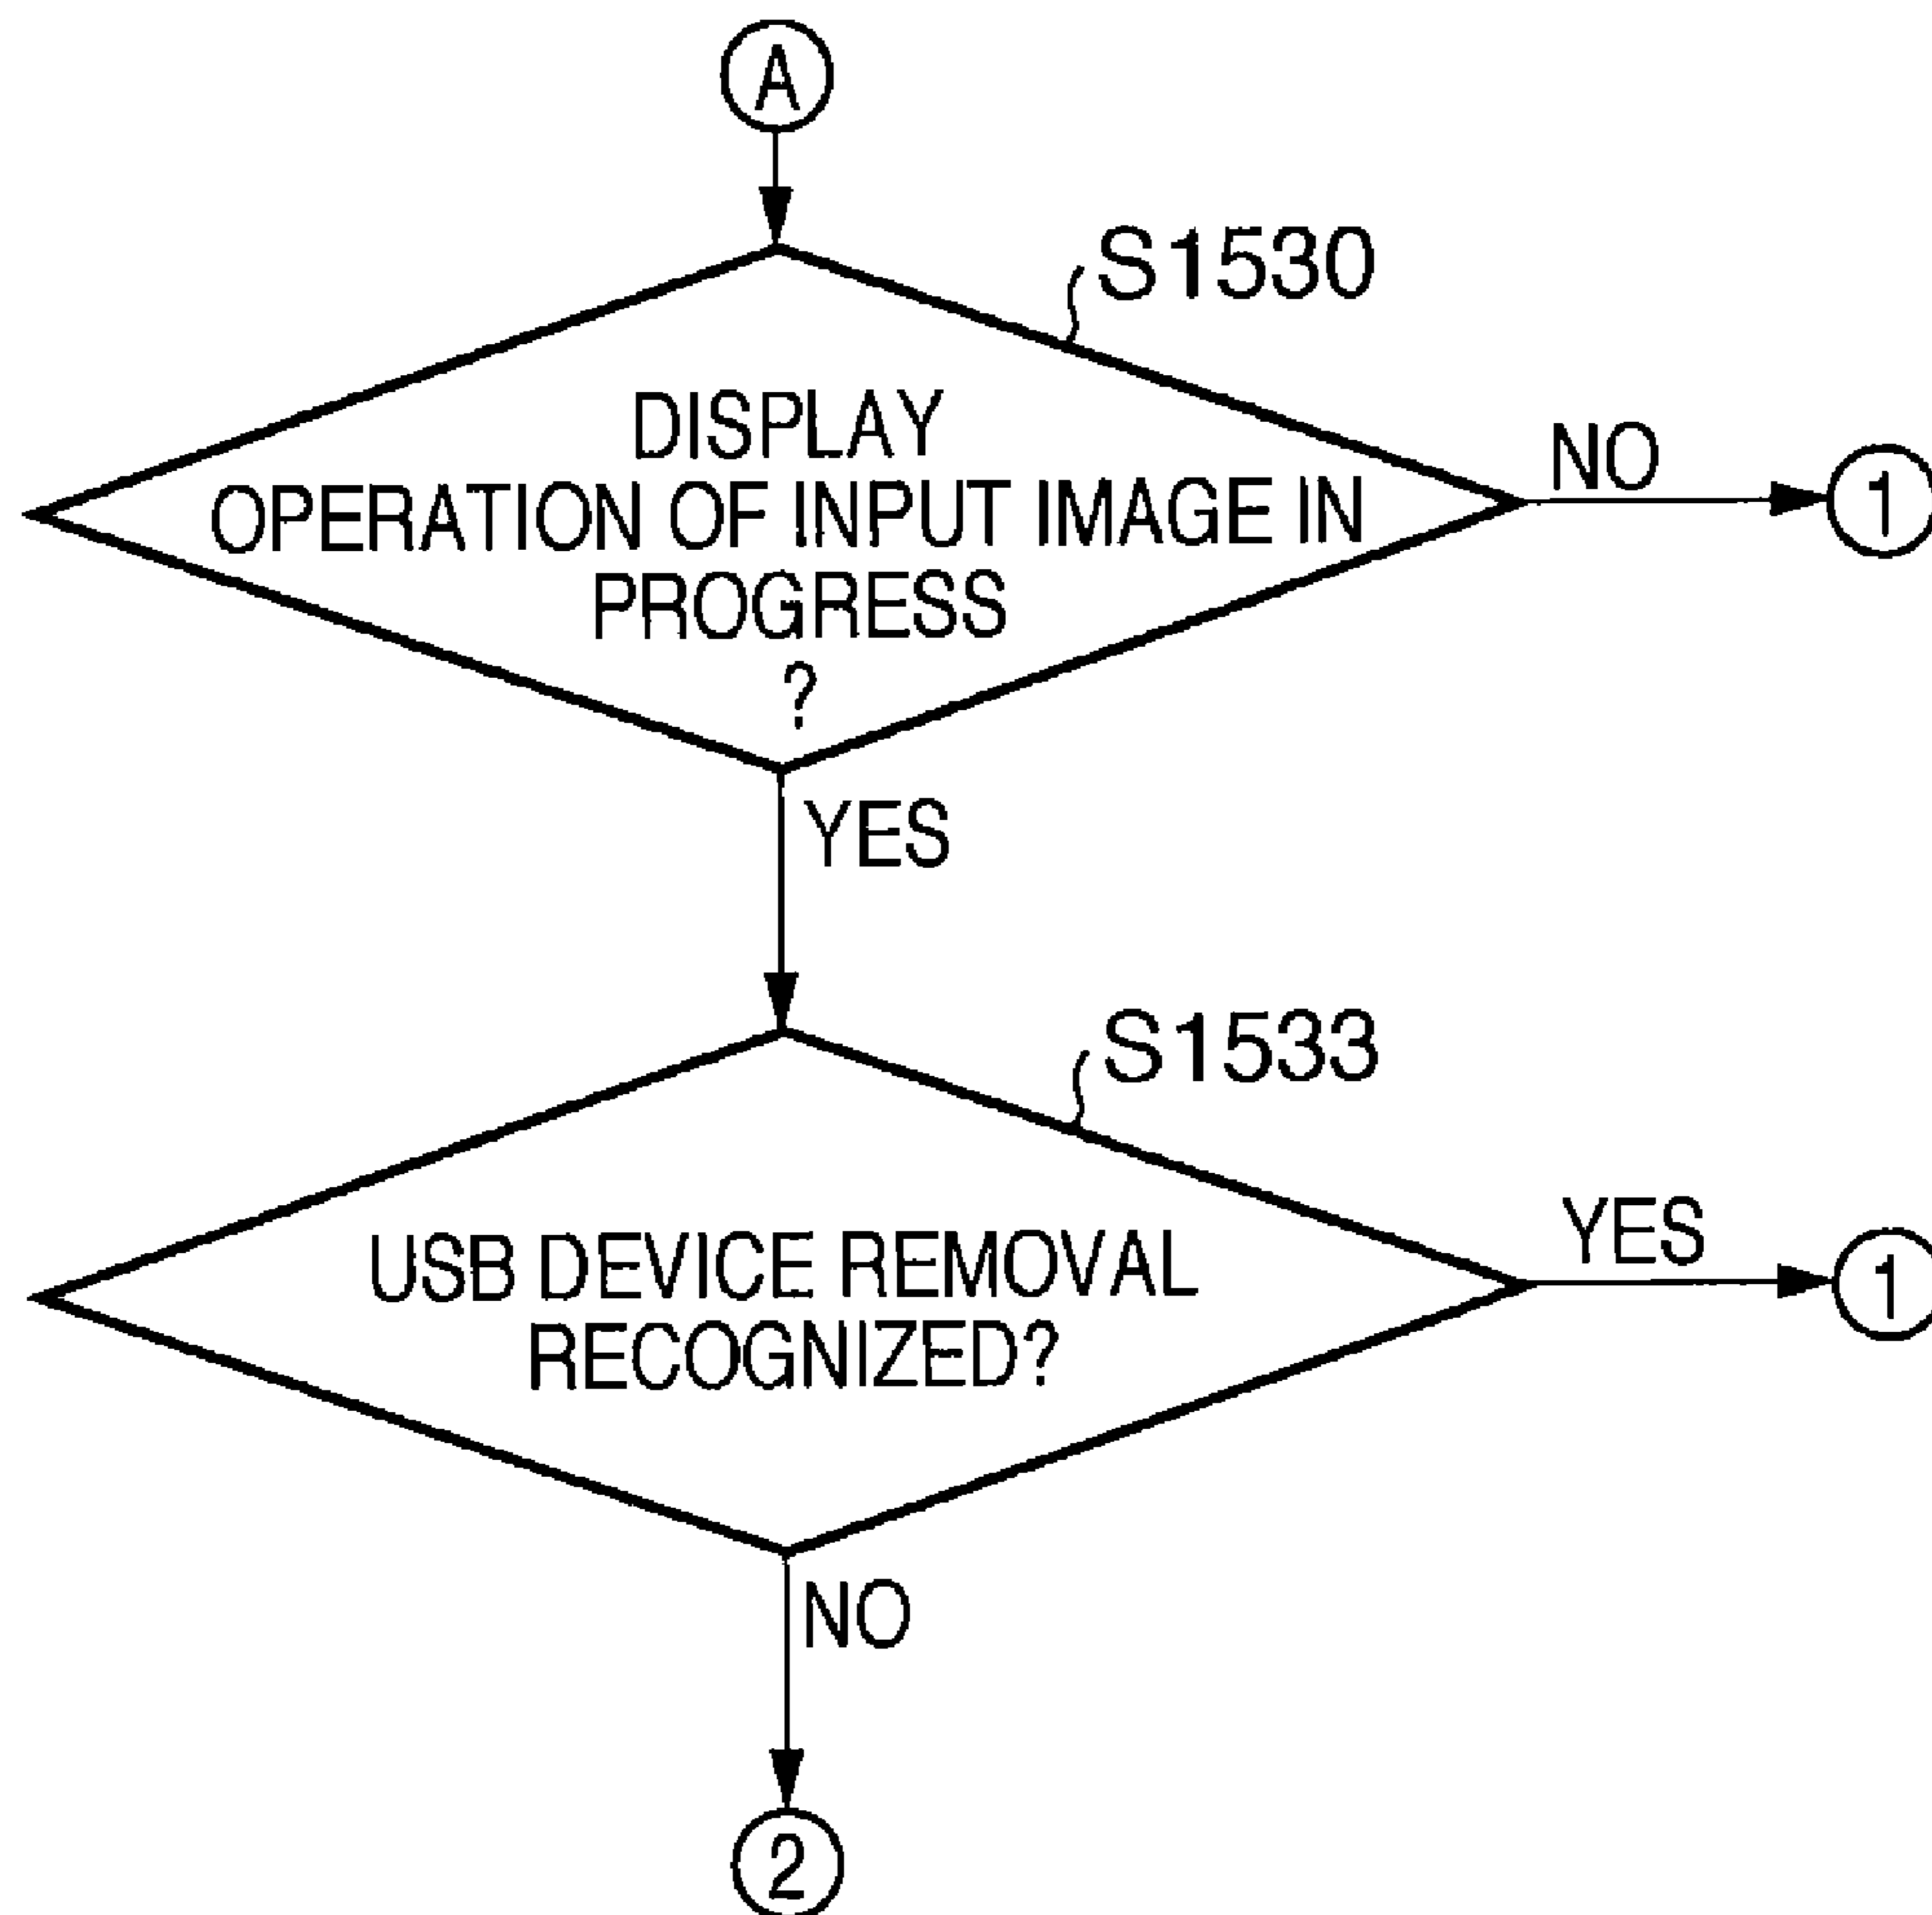 A
S1530
DISPLAY
OPERATION OF INPUT IMAGE IN
PROGRESS
?
NO
1
YES
S1533
USB DEVICE REMOVAL
RECOGNIZED?
YES
1
NO
2